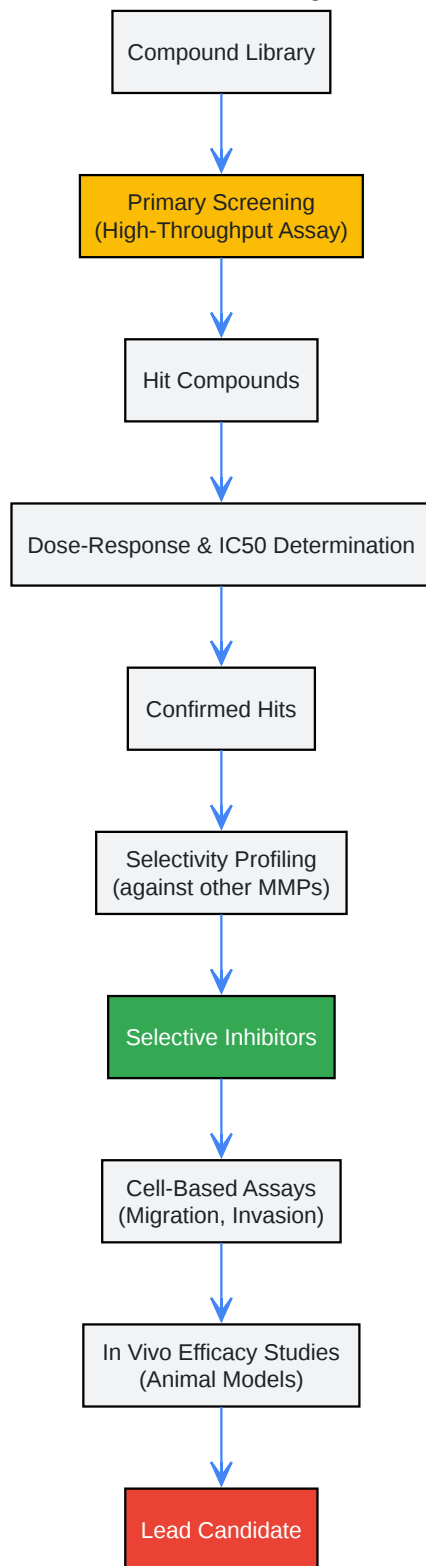 Compound Library
Primary Screening
(High-Throughput Assay)
Hit Compounds
Dose-Response & IC50 Determination
Confirmed Hits
Selectivity Profiling
(against other MMPs)
Selective Inhibitors
Cell-Based Assays
(Migration, Invasion)
In Vivo Efficacy Studies
(Animal Models)
Lead Candidate